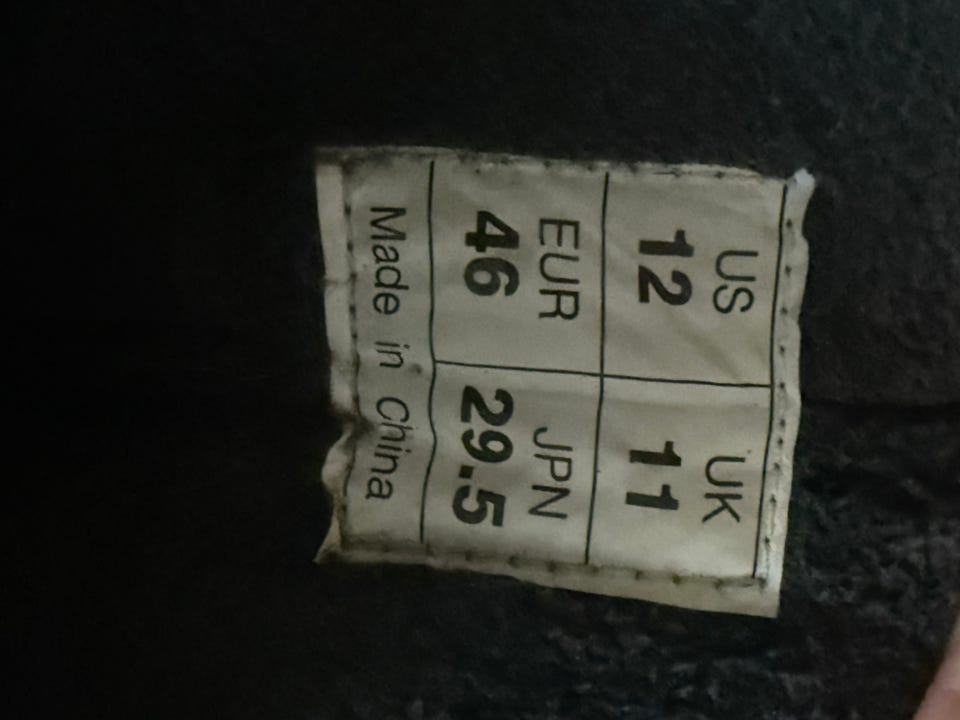 US UK
12 11
EUR JPN
46 29.5
Made in China